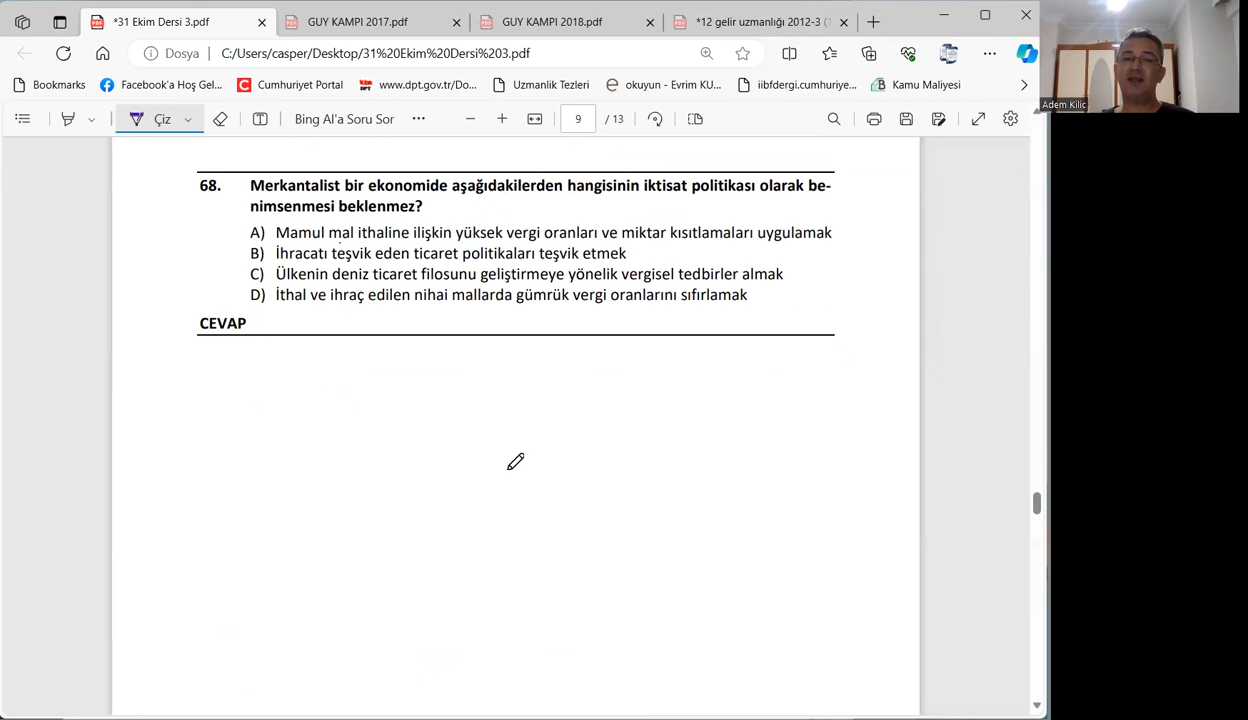 *31 Ekim Dersi 3.pdf
GUY KAMPI 2017.pdf
GUY KAMPI 2018.pdf
*12 gelir uzmanlığı 2012-3 (1
Dosya
C:/Users/casper/Desktop/31%20Ekim%20Dersi%203.pdf
Bookmarks
Facebook'a Hoş Gel...
Cumhuriyet Portal
www.dpt.gov.tr/Do...
Uzmanlık Tezleri
okuyun - Evrim KU...
iibfdergi.cumhuriye...
Kamu Maliyesi
Adem Kilic
Çiz
Bing AI'a Soru Sor
9 / 13
68. Merkantalist bir ekonomide aşağıdakilerden hangisinin iktisat politikası olarak be-
nimsenmesi beklenmez?
A) Mamul mal ithaline ilişkin yüksek vergi oranları ve miktar kısıtlamaları uygulamak
B) İhracatı teşvik eden ticaret politikaları teşvik etmek
C) Ülkenin deniz ticaret filosunu geliştirmeye yönelik vergisel tedbirler almak
D) İthal ve ihraç edilen nihai mallarda gümrük vergi oranlarını sıfırlamak
CEVAP